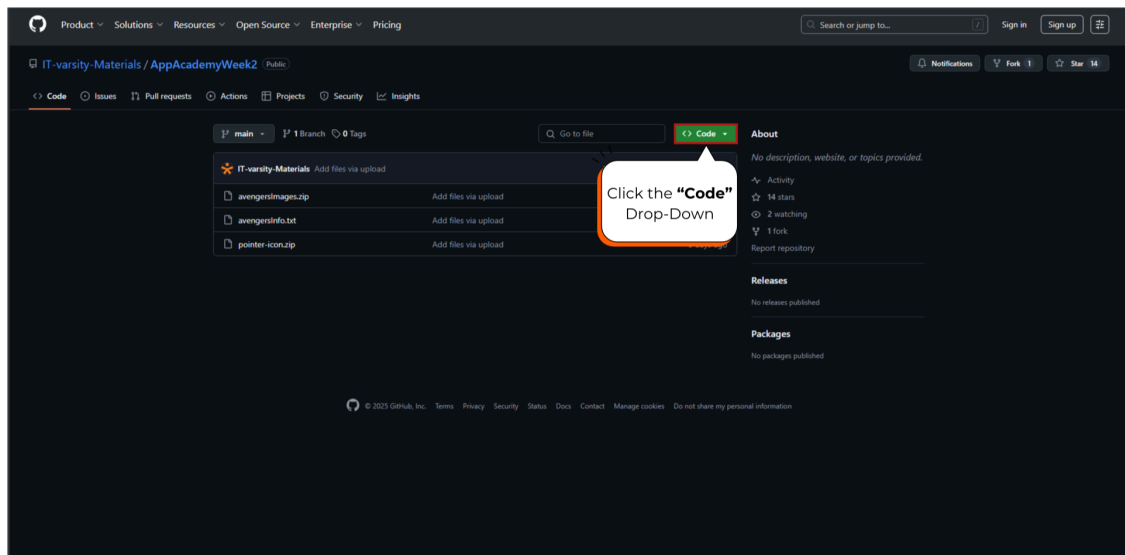 Product Solutions Resources Open Source Enterprise Pricing Search or jump to... / Sign in Sign up
IT-varsity-Materials / AppAcademyWeek2 Public Notifications Fork 1 Star 14
Code Issues Pull requests Actions Projects Security Insights
main 1 Branch 0 Tags Go to file Code
IT-varsity-Materials Add files via upload
avengersImages.zip Add files via upload
avengersInfo.txt Add files via upload
pointer-icon.zip Add files via upload
Click the “Code”
Drop-Down
About
No description, website, or topics provided.
Activity
14 stars
2 watching
1 fork
Report repository
Releases
No releases published
Packages
No packages published
© 2025 GitHub, Inc. Terms Privacy Security Status Docs Contact Manage cookies Do not share my personal information